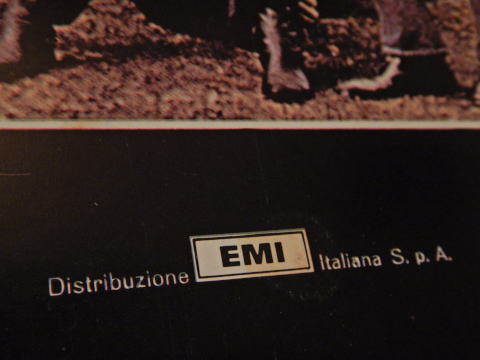 Distribuzione EMI Italiana S. p. A.